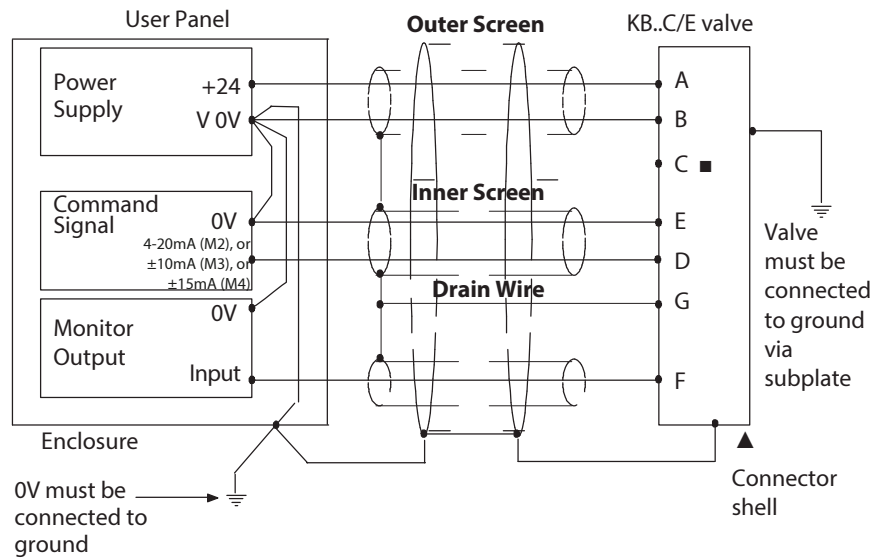 User Panel
Outer Screen
KB..C/E valve
Power
Supply
+24
V 0V
A
B
C ■
Command
Signal
0V
4-20mA (M2), or
±10mA (M3), or
±15mA (M4)
Inner Screen
E
D
Drain Wire
G
Monitor
Output
0V
Input
F
Valve
must be
connected
to ground
via
subplate
Enclosure
▲
Connector
shell
0V must be
connected to
ground